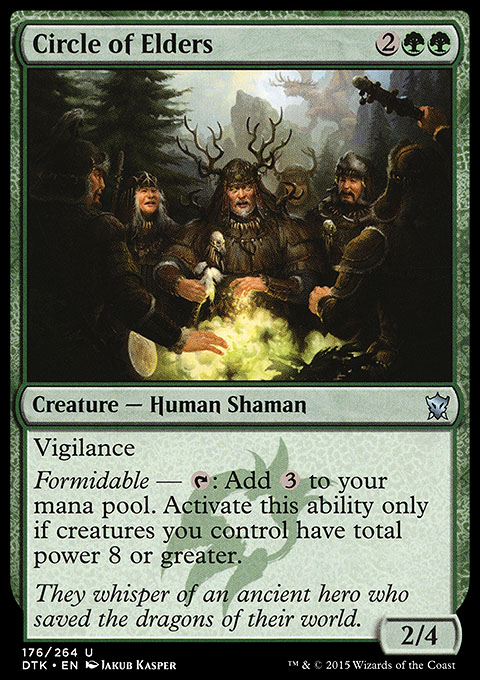 Circle of Elders 2
Creature — Human Shaman
Vigilance
Formidable — : Add 3 to your
mana pool. Activate this ability only
if creatures you control have total
power 8 or greater.
They whisper of an ancient hero who
saved the dragons of their world.
2/4
176/264 U
DTK • EN Jakub Kasper
™ & © 2015 Wizards of the Coast